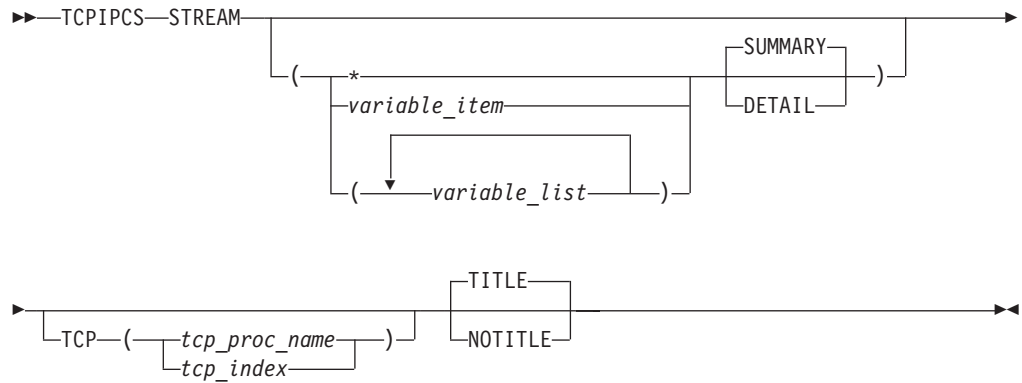 TCPIPCS STREAM
SUMMARY
( * )
variable_item DETAIL
( variable_list )
TITLE
TCP ( tcp_proc_name ) NOTITLE
tcp_index